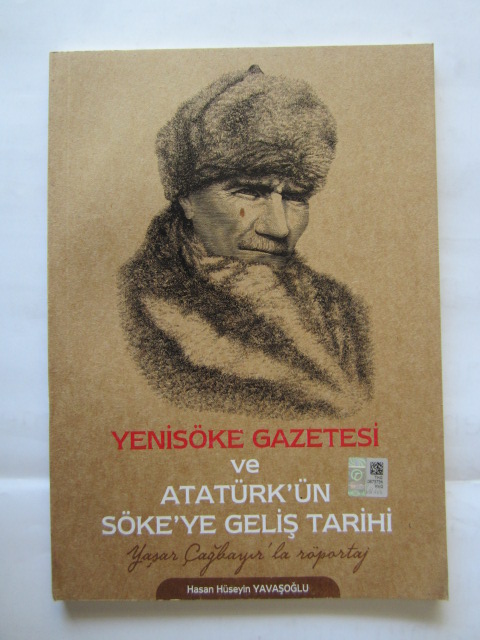 YENİSÖKE GAZETESİ
ve
ATATÜRK'ÜN
SÖKE'YE GELİŞ TARİHİ
Yaşar Çağbayır'la röportaj
Hasan Hüseyin YAVAŞOĞLU